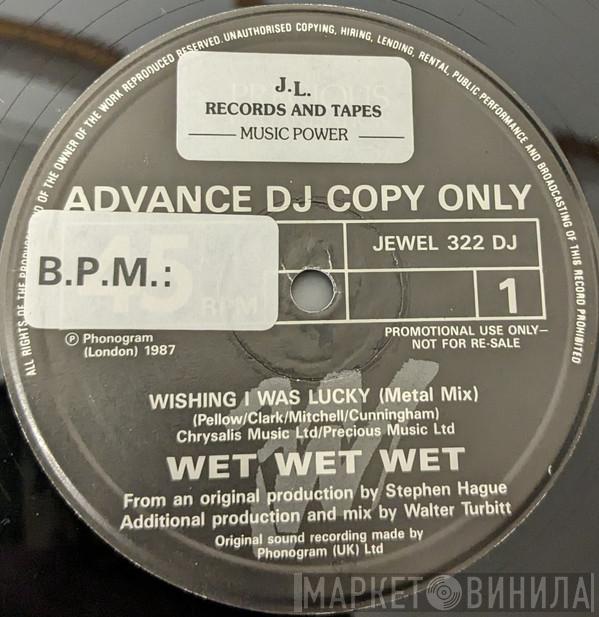 ALL RIGHTS OF THE PRODUCER AND OF THE OWNER OF THE WORK REPRODUCED RESERVED. UNAUTHORISED COPYING, HIRING, LENDING, RENTAL, PUBLIC PERFORMANCE AND BROADCASTING OF THIS RECORD PROHIBITED
PRECIOUS
J.L.
RECORDS AND TAPES
MUSIC POWER
ADVANCE DJ COPY ONLY
JEWEL 322 DJ
B.P.M.:
45
RPM
1
Ⓟ Phonogram
(London) 1987
PROMOTIONAL USE ONLY—
NOT FOR RE-SALE
WISHING I WAS LUCKY (Metal Mix)
(Pellow/Clark/Mitchell/Cunningham)
Chrysalis Music Ltd/Precious Music Ltd
WET WET WET
From an original production by Stephen Hague
Additional production and mix by Walter Turbitt
Original sound recording made by
Phonogram (UK) Ltd
МАРКЕТ ВИНИЛА